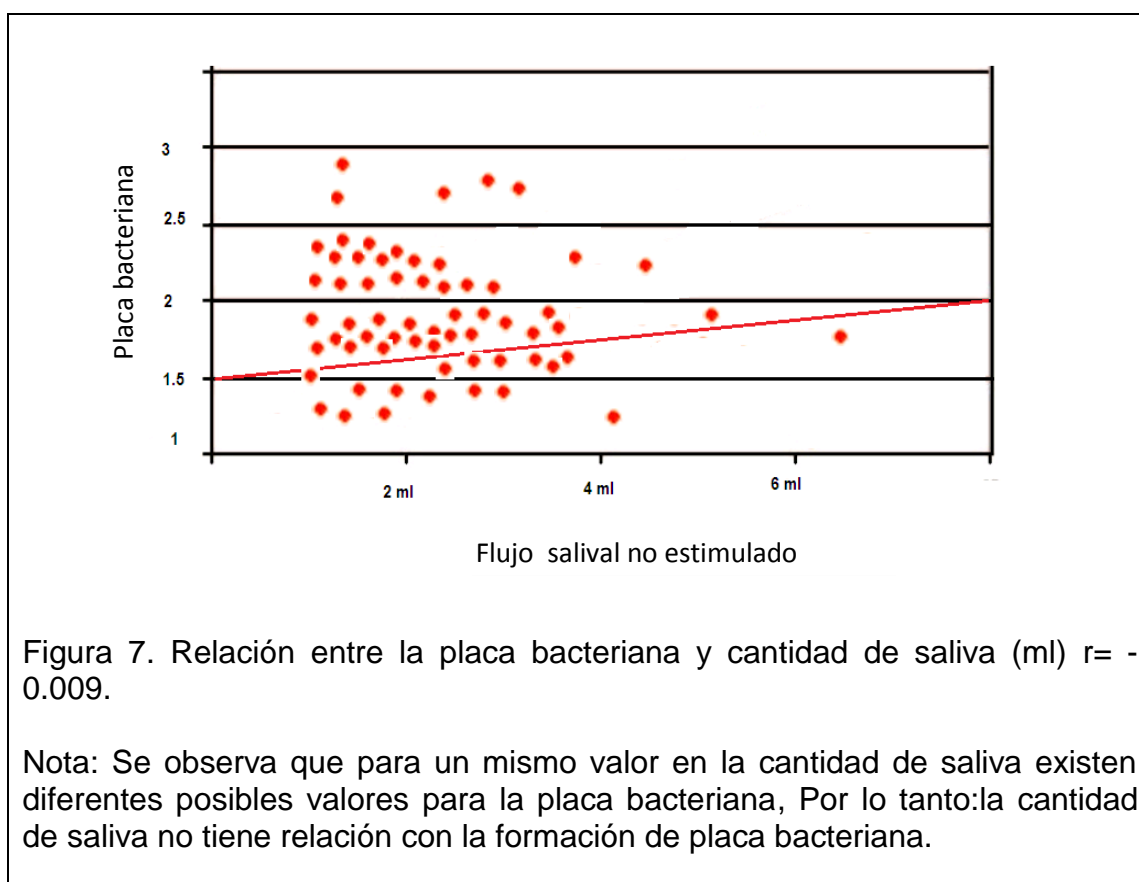 3
2.5
2
1.5
1
Placa bacteriana
2 ml
4 ml
6 ml
Flujo salival no estimulado
Figura 7. Relación entre la placa bacteriana y cantidad de saliva (ml) r= -
0.009.
Nota: Se observa que para un mismo valor en la cantidad de saliva existen
diferentes posibles valores para la placa bacteriana, Por lo tanto:la cantidad
de saliva no tiene relación con la formación de placa bacteriana.